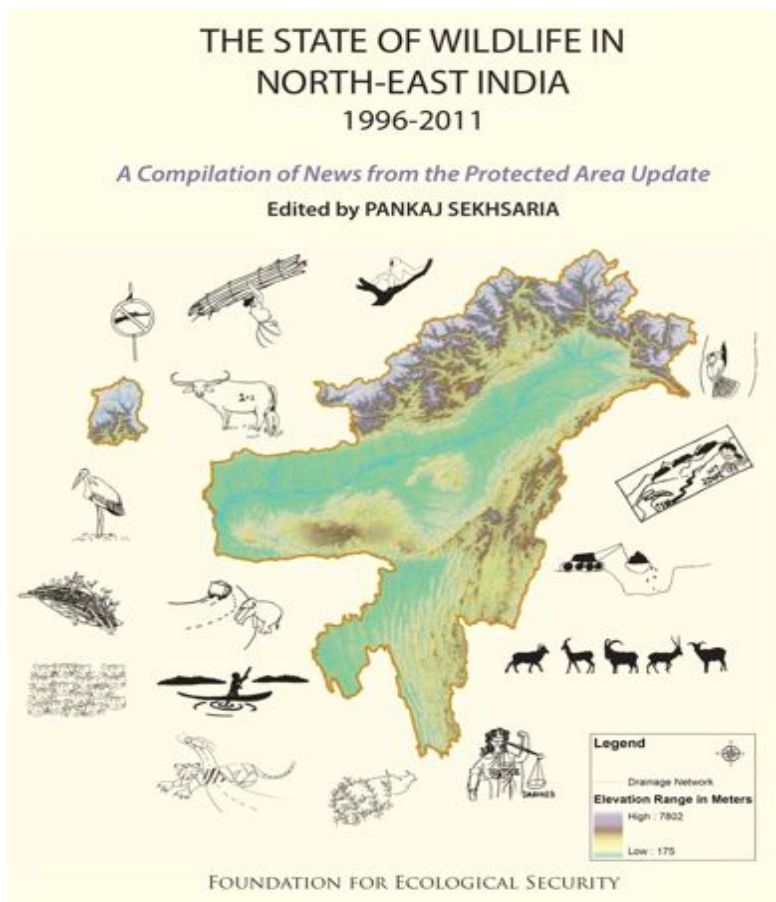 THE STATE OF WILDLIFE IN
NORTH-EAST INDIA
1996-2011
A Compilation of News from the Protected Area Update
Edited by PANKAJ SEKHSARIA
Legend
Drainage Network
Elevation Range in Meters
High : 7802
Low : 175
FOUNDATION FOR ECOLOGICAL SECURITY